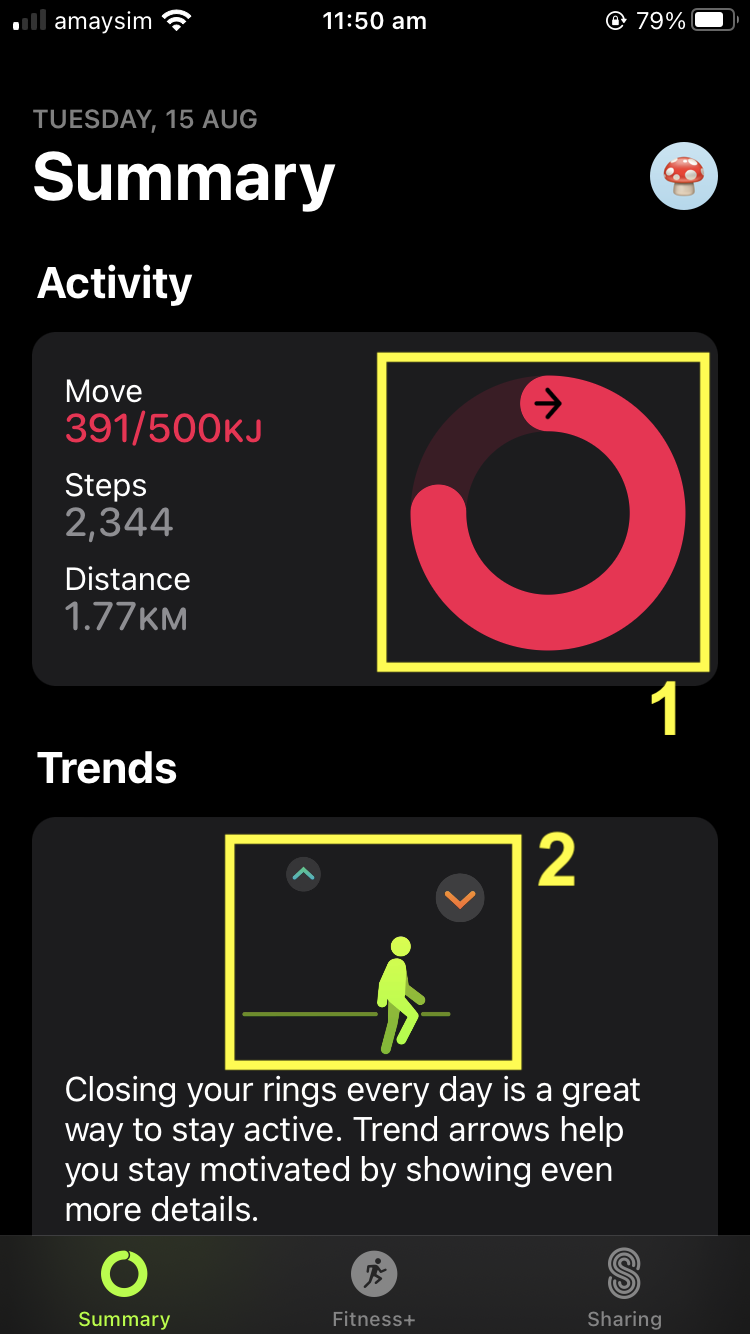 amaysim 11:50 am 79%
TUESDAY, 15 AUG
Summary
Activity
Move
391/500KJ
Steps
2,344
Distance
1.77KM
1
Trends
2
Closing your rings every day is a great
way to stay active. Trend arrows help
you stay motivated by showing even
more details.
Summary Fitness+ Sharing